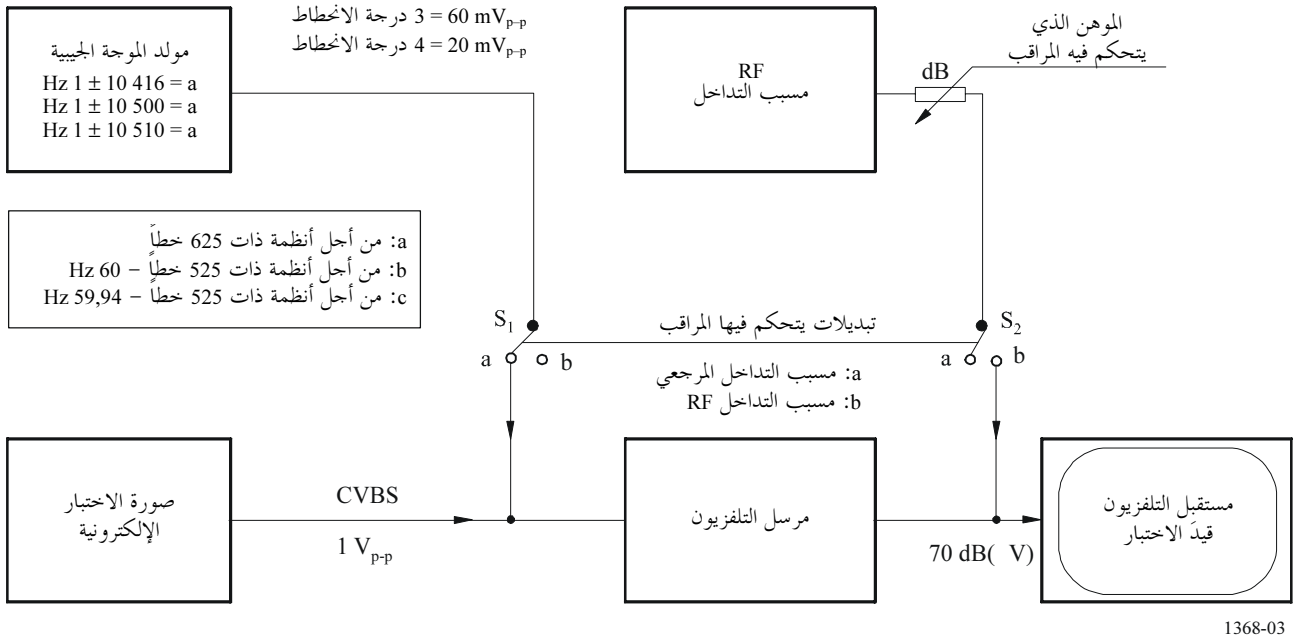 درجة الانحطاط 3 = 60 mVp–p
درجة الانحطاط 4 = 20 mVp–p
مولد الموجة الجيبية
Hz 1 ± 10 416 = a
Hz 1 ± 10 500 = a
Hz 1 ± 10 510 = a
RF
مسبب التداخل
dB
الموهن الذي
يتحكم فيه المراقب
a: من أجل أنظمة ذات 625 خطاً
b: من أجل أنظمة ذات 525 خطاً – Hz 60
c: من أجل أنظمة ذات 525 خطاً – Hz 59,94
S1
a
b
تبديلات يتحكم فيها المراقب
S2
a
b
a: مسبب التداخل المرجعي
b: مسبب التداخل RF
صورة الاختبار
الإلكترونية
CVBS
1 Vp-p
مرسل التلفزيون
70 dB( V)
مستقبل التلفزيون
قيدَ الاختبار
1368-03